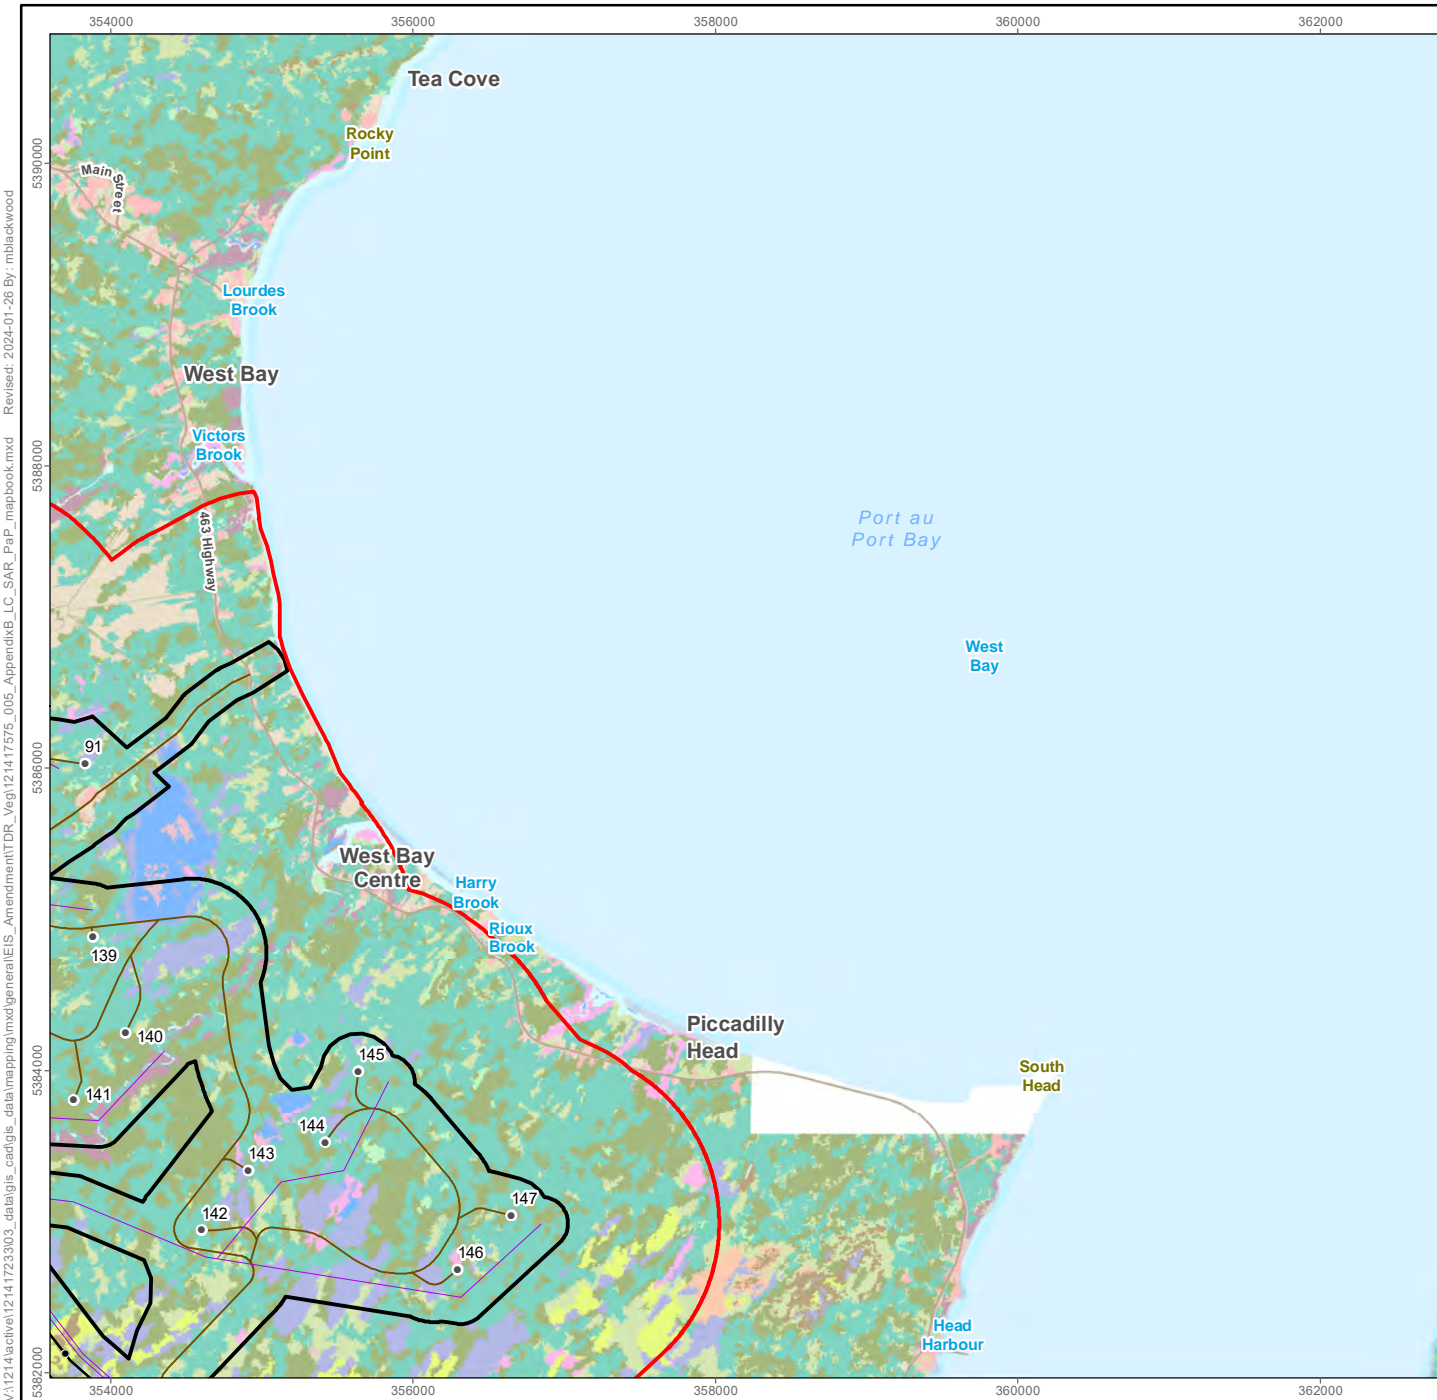 354000
356000
358000
360000
362000
Tea Cove
Rocky
Point
5390000
Main Street
Lourdes
Brook
West Bay
Victors
Brook
5388000
463 Highway
Port au
Port Bay
West
Bay
91
5386000
West Bay
Centre
Harry
Brook
Rioux
Brook
139
140
145
Piccadilly
Head
5384000
South
Head
141
144
143
147
142
146
Head
Harbour
5382000
354000
356000
358000
360000
362000
V:\1214\active\121417233\03_data\gis_cad\gis_data\mapping\mxd\general\EIS_Amendment\TDR_Veg\121417575_005_AppendixB_LC_SAR_PaP_mapbook.mxd Revised: 2024-01-26 By: mblackwood